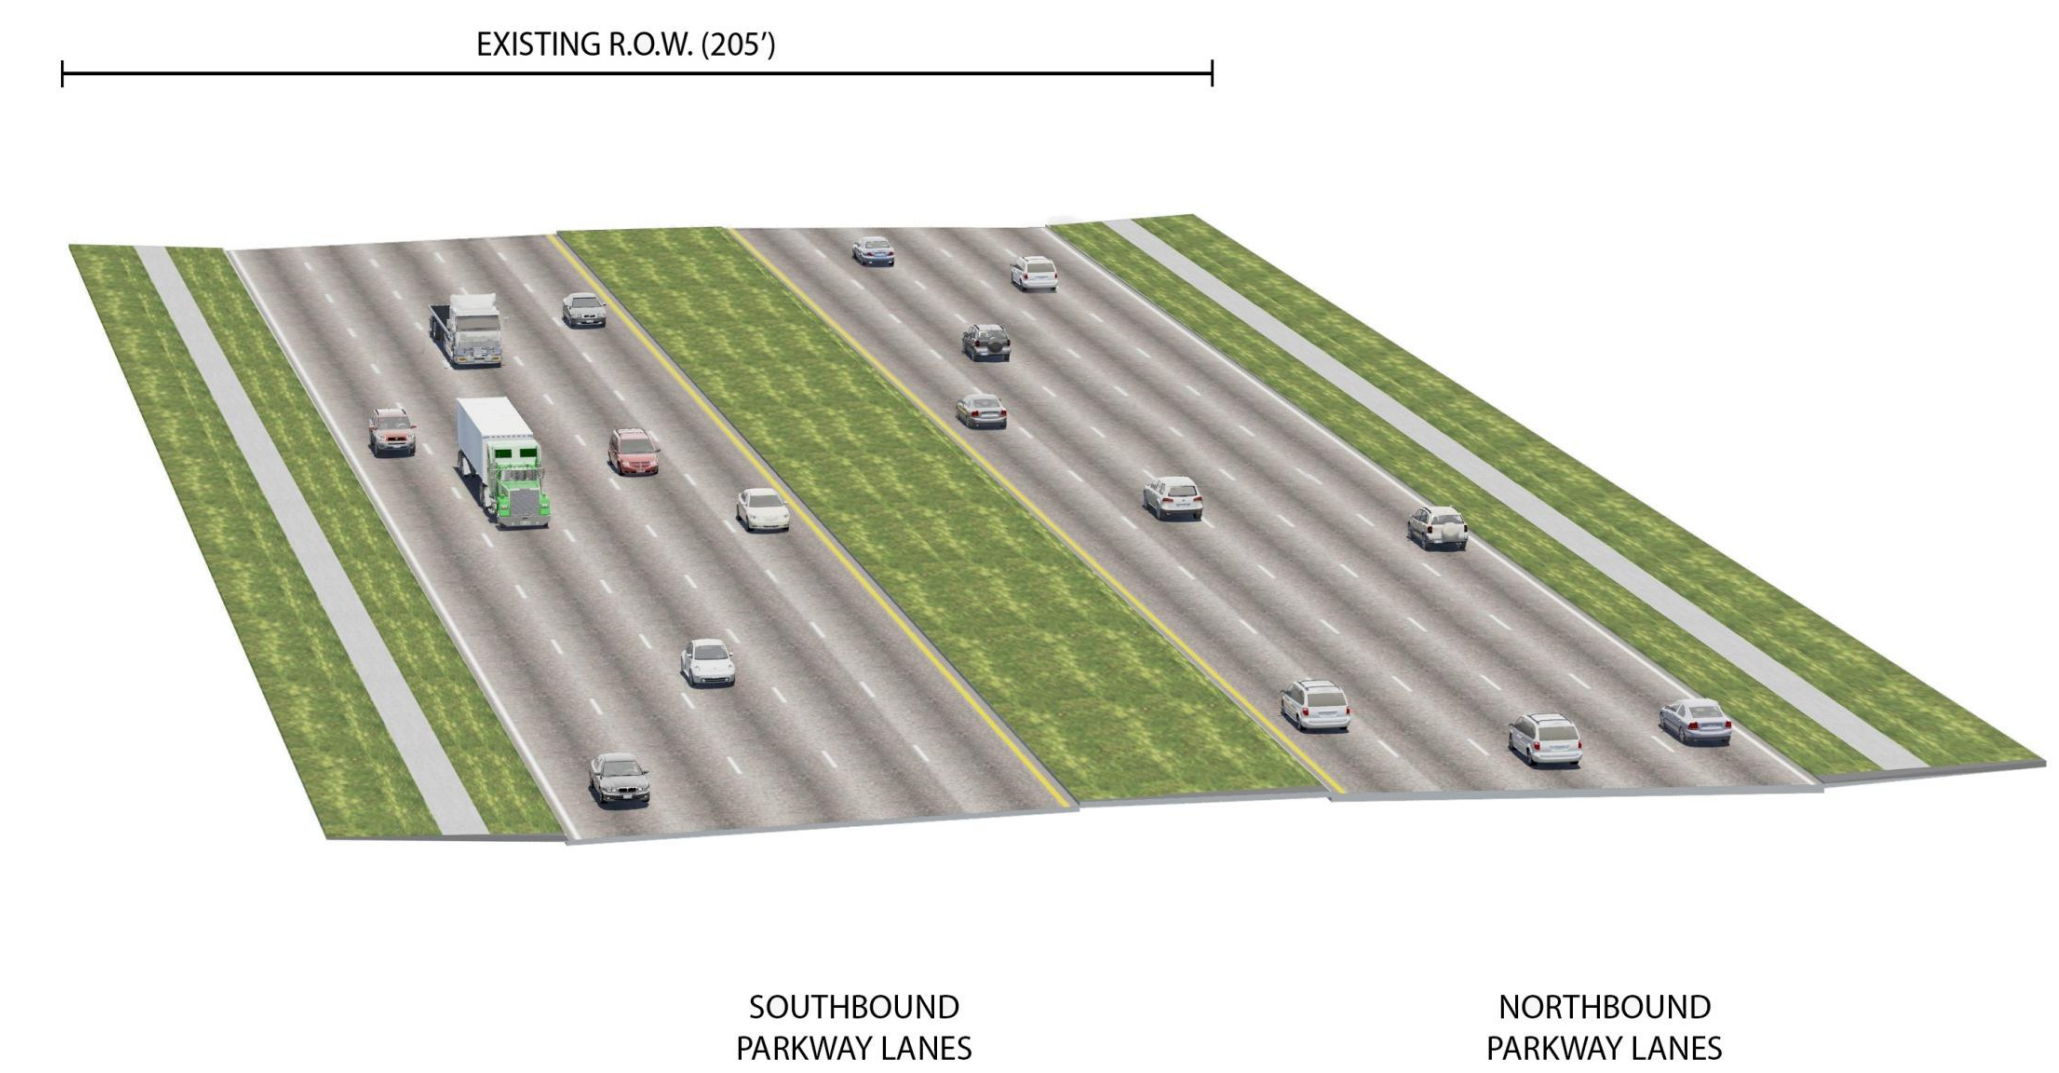 EXISTING R.O.W. (205’)
SOUTHBOUND
PARKWAY LANES
NORTHBOUND
PARKWAY LANES